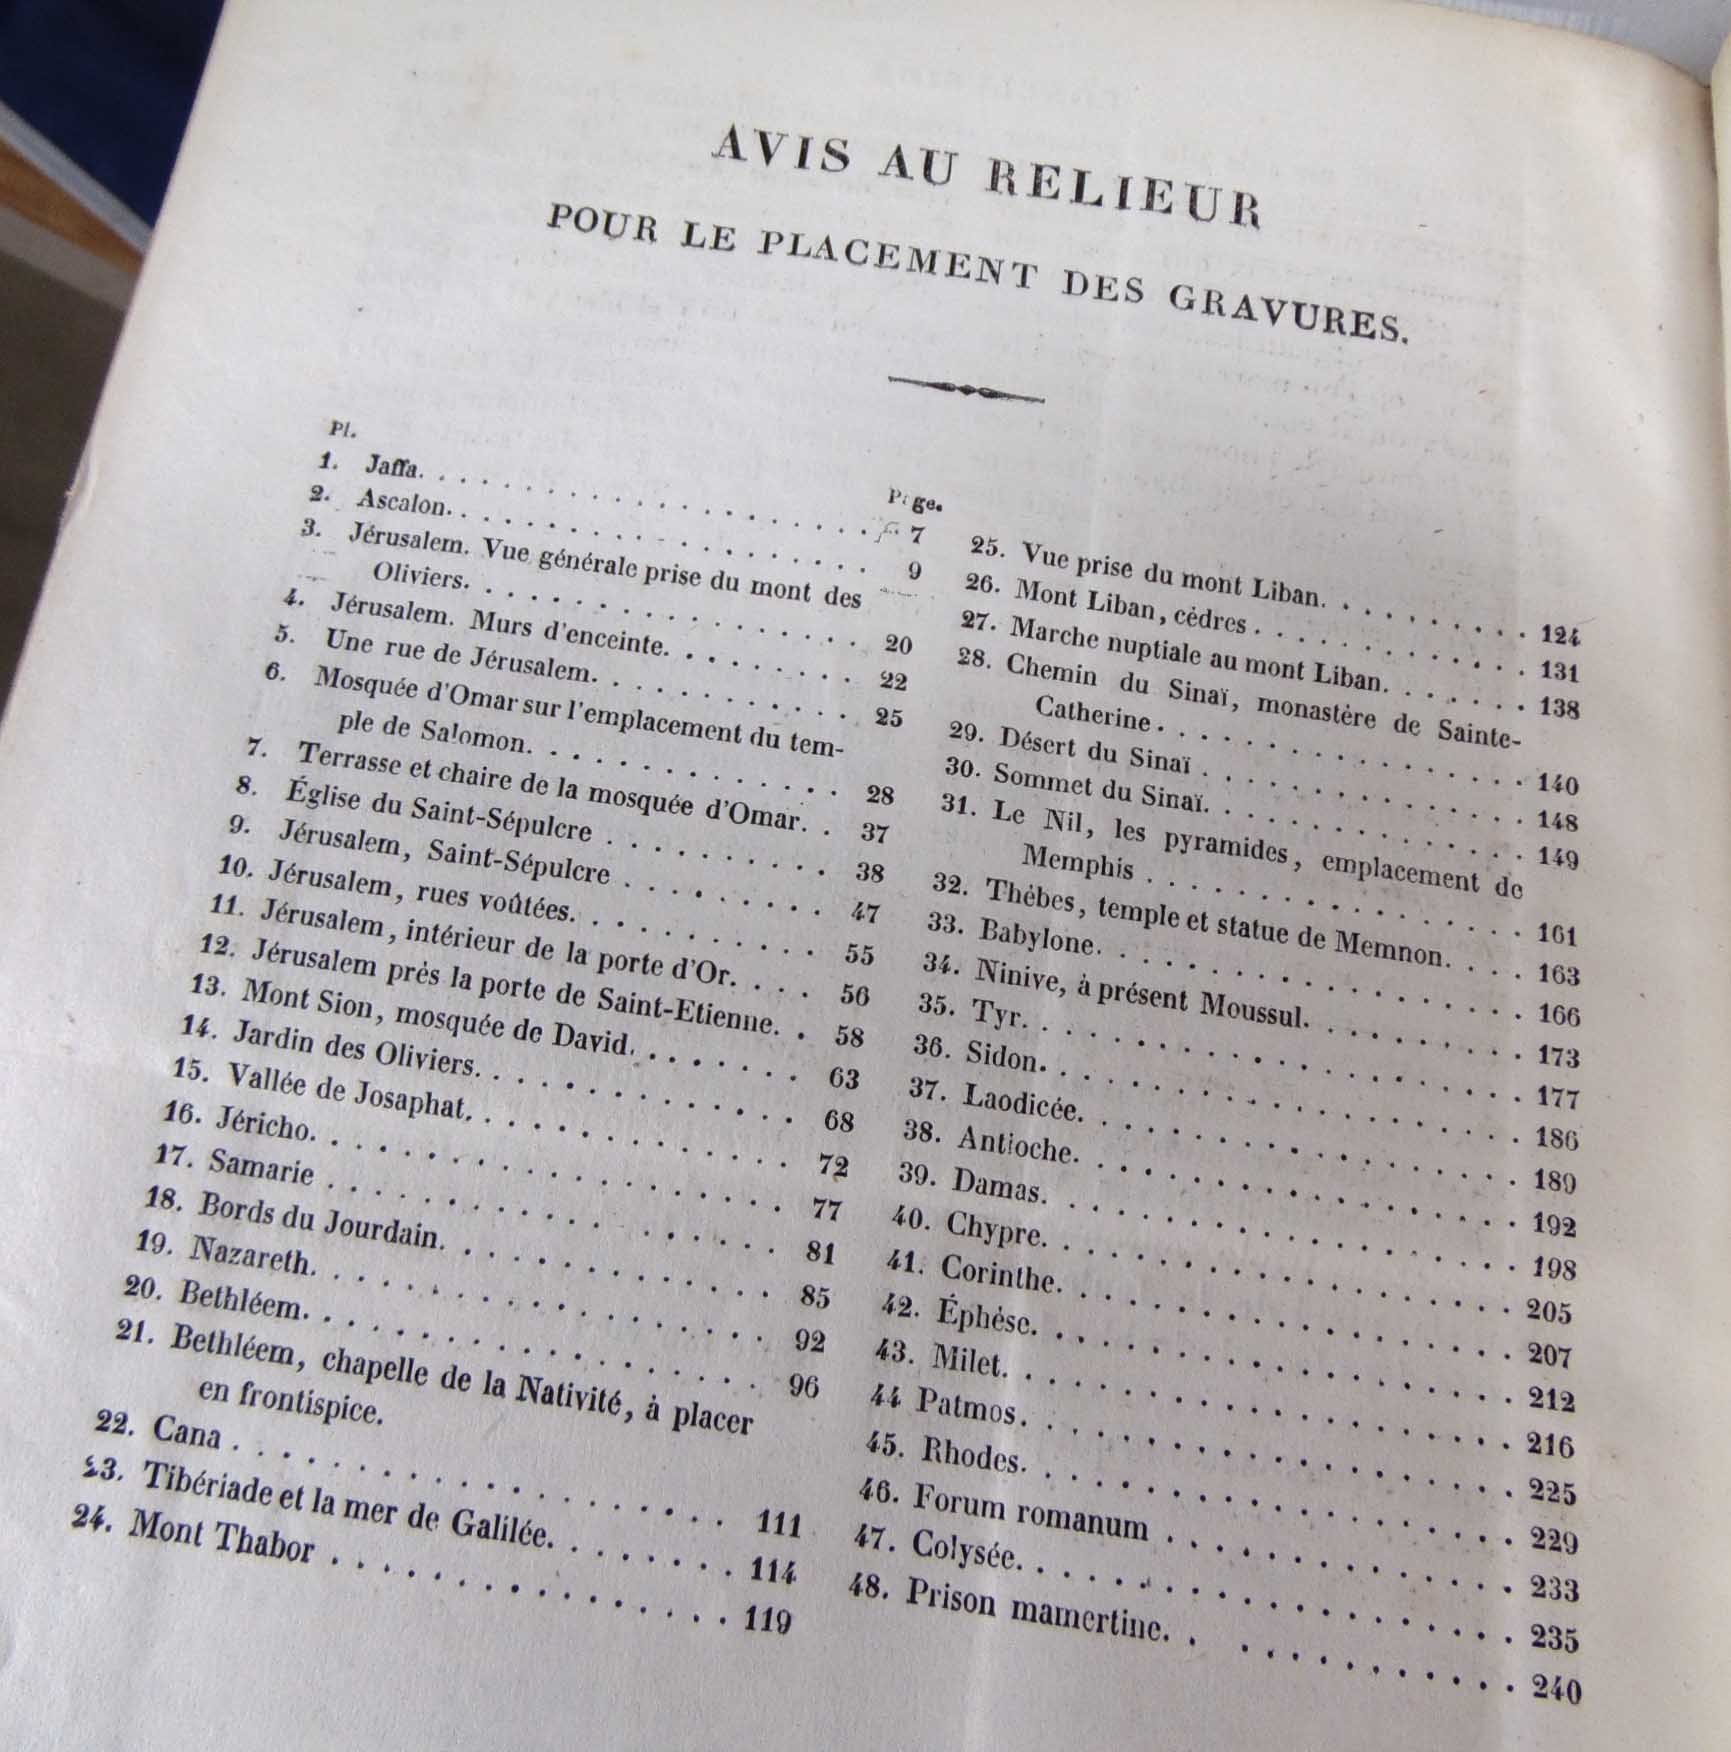 AVIS AU RELIEUR
POUR LE PLACEMENT DES GRAVURES.
Pl.
Page.
1. Jaffa. . . . . . . . . . . . . . . . . 7
2. Ascalon. . . . . . . . . . . . . . . . 9
3. Jérusalem. Vue générale prise du mont des
Oliviers. . . . . . . . . . . . . . . 20
4. Jérusalem. Murs d'enceinte. . . . . . . . 22
5. Une rue de Jérusalem. . . . . . . . . . 25
6. Mosquée d'Omar sur l'emplacement du tem-
ple de Salomon. . . . . . . . . . . . 28
7. Terrasse et chaire de la mosquée d'Omar. . 37
8. Église du Saint-Sépulcre . . . . . . . . . 38
9. Jérusalem, Saint-Sépulcre . . . . . . . . 47
10. Jérusalem, rues voûtées. . . . . . . . . . 55
11. Jérusalem, intérieur de la porte d'Or. . . . 56
12. Jérusalem près la porte de Saint-Etienne. . 58
13. Mont Sion, mosquée de David. . . . . . . 63
14. Jardin des Oliviers. . . . . . . . . . . . 68
15. Vallée de Josaphat. . . . . . . . . . . . 72
16. Jéricho. . . . . . . . . . . . . . . . . 77
17. Samarie . . . . . . . . . . . . . . . . 81
18. Bords du Jourdain. . . . . . . . . . . . 85
19. Nazareth. . . . . . . . . . . . . . . . 92
20. Bethléem. . . . . . . . . . . . . . . . 96
21. Bethléem, chapelle de la Nativité, à placer
en frontispice.
22. Cana . . . . . . . . . . . . . . . . . 111
23. Tibériade et la mer de Galilée. . . . . . . 114
24. Mont Thabor . . . . . . . . . . . . . . 119
25. Vue prise du mont Liban. . . . . . . . . 124
26. Mont Liban, cèdres . . . . . . . . . . . 131
27. Marche nuptiale au mont Liban. . . . . . 138
28. Chemin du Sinaï, monastère de Sainte-
Catherine . . . . . . . . . . . . . . 140
29. Désert du Sinaï . . . . . . . . . . . . . 148
30. Sommet du Sinaï. . . . . . . . . . . . . 149
31. Le Nil, les pyramides, emplacement de
Memphis . . . . . . . . . . . . . . . 161
32. Thèbes, temple et statue de Memnon. . . . 163
33. Babylone. . . . . . . . . . . . . . . . 166
34. Ninive, à présent Moussul. . . . . . . . . 173
35. Tyr. . . . . . . . . . . . . . . . . . 177
36. Sidon. . . . . . . . . . . . . . . . . 186
37. Laodicée. . . . . . . . . . . . . . . . 189
38. Antioche. . . . . . . . . . . . . . . . 192
39. Damas. . . . . . . . . . . . . . . . . 198
40. Chypre. . . . . . . . . . . . . . . . . 205
41. Corinthe. . . . . . . . . . . . . . . . 207
42. Éphèse. . . . . . . . . . . . . . . . . 212
43. Milet. . . . . . . . . . . . . . . . . 216
44 Patmos. . . . . . . . . . . . . . . . . 225
45. Rhodes. . . . . . . . . . . . . . . . . 229
46. Forum romanum . . . . . . . . . . . . 233
47. Colysée. . . . . . . . . . . . . . . . . 235
48. Prison mamertine. . . . . . . . . . . . 240